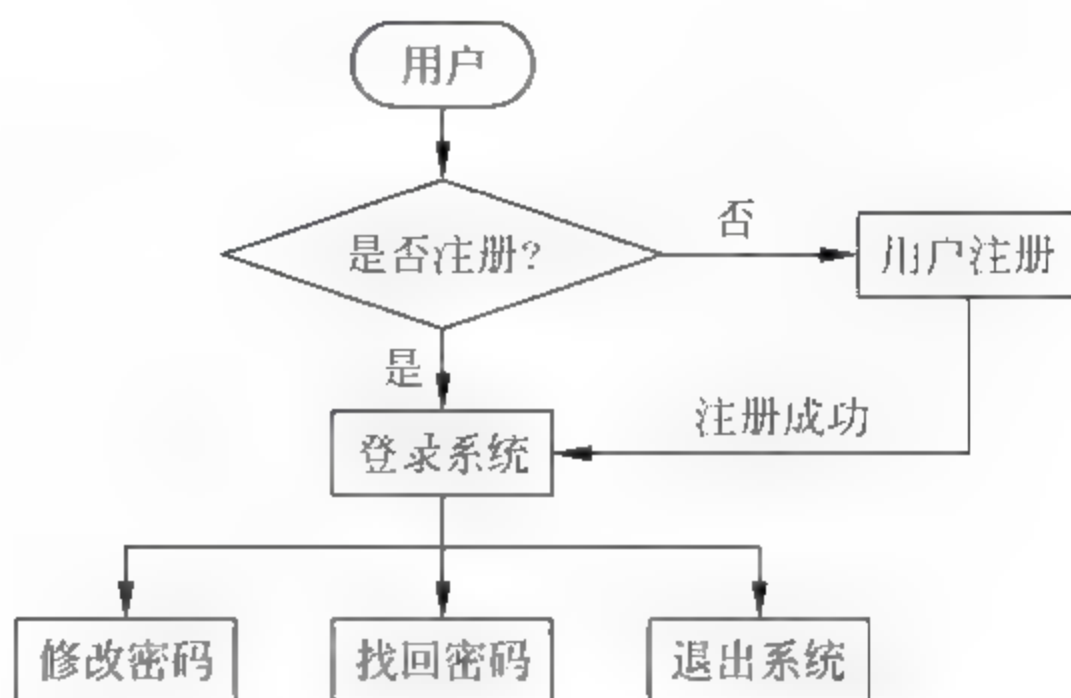 用户
是否注册?
否
用户注册
是
注册成功
登录系统
修改密码
找回密码
退出系统